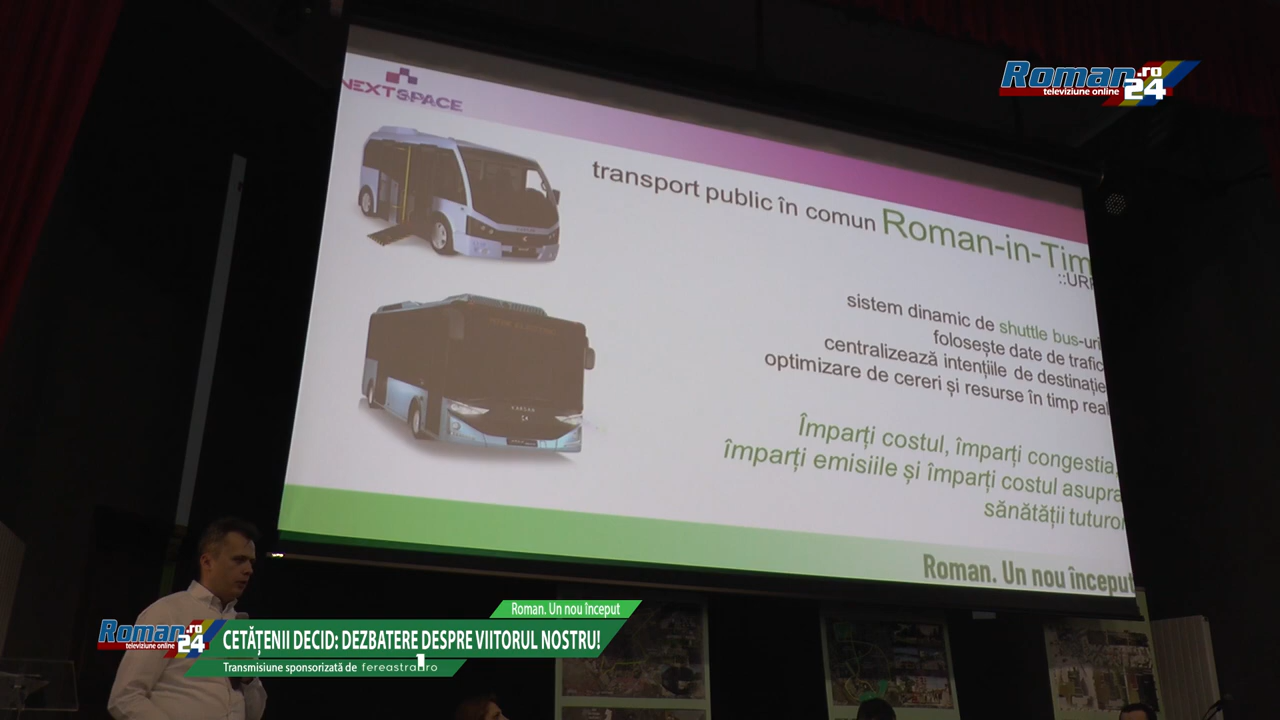 NEXTSPACE
Roman.ro
televiziune online 24
transport public în comun Roman-in-Tim
::UR
sistem dinamic de shuttle bus-uri
folosește date de trafic
centralizează intențiile de destinație
optimizare de cereri și resurse în timp real
Împarți costul, împarți congestia,
împarți emisiile și împarți costul asupra
sănătății tuturor
Roman. Un nou început
Roman. Un nou început
Roman.ro
televiziune online 24
CETĂȚENII DECID: DEZBATERE DESPRE VIITORUL NOSTRU!
Transmisiune sponsorizată de fereastra.ro